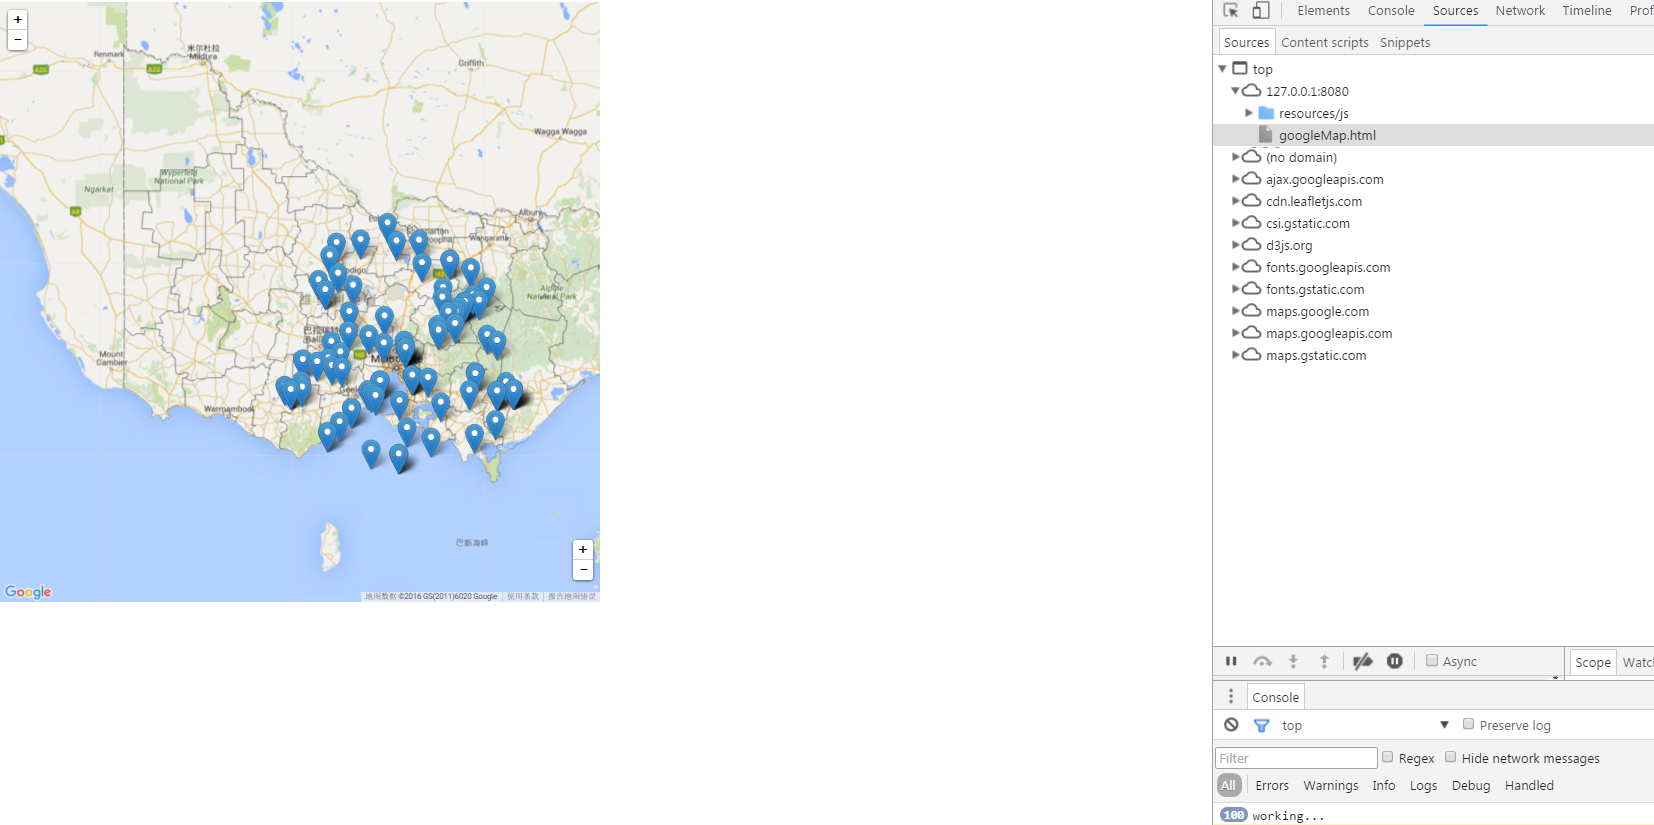 +
−
Renmark
米尔杜拉
Mildura
Griffith
A20
A20
Wagga Wagga
Wyperfeld
National Park
Ngarkat
A8
Albury
Wangaratta
Alpine
National Park
Mount
Gambier
M8
Warrnambool
巴斯海峡
+
−
Google
地图数据 ©2016 GS(2011)6020 Google
使用条款
报告地图错误
Elements Console Sources Network Timeline Prof
Sources Content scripts Snippets
top
127.0.0.1:8080
resources/js
googleMap.html
(no domain)
ajax.googleapis.com
cdn.leafletjs.com
csi.gstatic.com
d3js.org
fonts.googleapis.com
fonts.gstatic.com
maps.google.com
maps.googleapis.com
maps.gstatic.com
Async
Scope Watc
Console
top
Preserve log
Filter
Regex
Hide network messages
All Errors Warnings Info Logs Debug Handled
100 working...